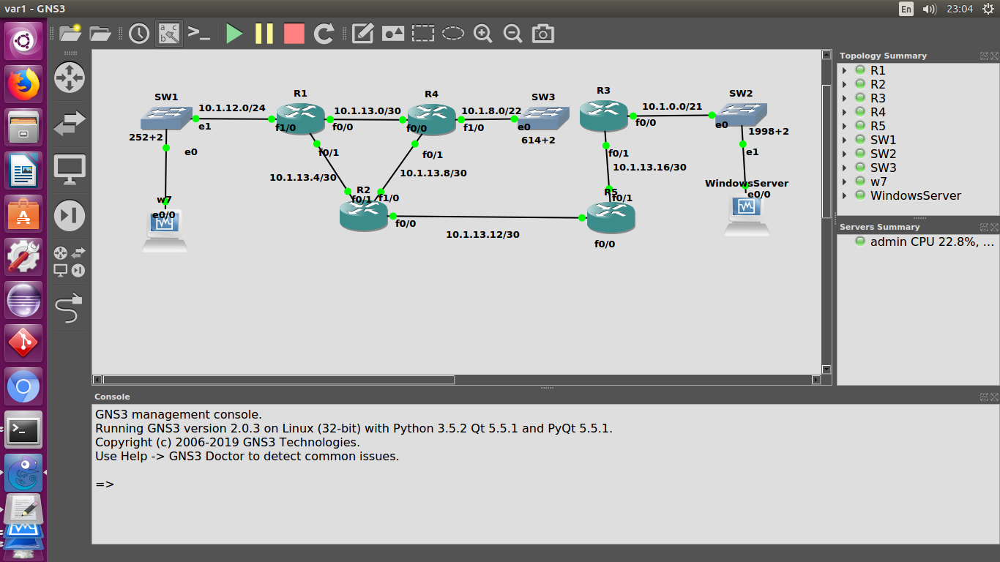 var1 - GNS3
En
23:04
a c
b
>_
SW1
R1
R4
SW3
R3
SW2
10.1.12.0/24
10.1.13.0/30
10.1.8.0/22
10.1.0.0/21
e1
f1/0
f0/0
f0/0
f1/0
e0
f0/0
e0
252+2
614+2
1998+2
e0
f0/1
f0/1
f0/1
e1
10.1.13.4/30
10.1.13.8/30
10.1.13.16/30
WindowsServer
w7
R2
R5
e0/0
f0/1
f1/0
f0/1
e0/0
f0/0
10.1.13.12/30
f0/0
Topology Summary
R1
R2
R3
R4
R5
SW1
SW2
SW3
w7
WindowsServer
Servers Summary
admin CPU 22.8%, ...
Console
GNS3 management console.
Running GNS3 version 2.0.3 on Linux (32-bit) with Python 3.5.2 Qt 5.5.1 and PyQt 5.5.1.
Copyright (c) 2006-2019 GNS3 Technologies.
Use Help -> GNS3 Doctor to detect common issues.
=>